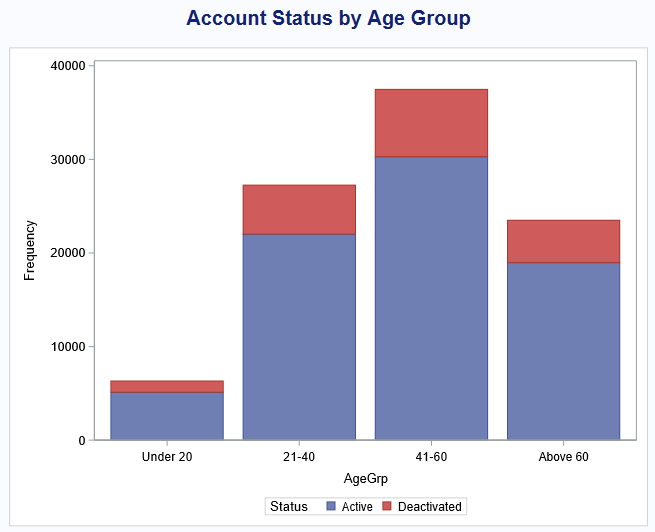 Account Status by Age Group
40000
30000
20000
10000
0
Frequency
Under 20 21-40 41-60 Above 60
AgeGrp
Status Active Deactivated